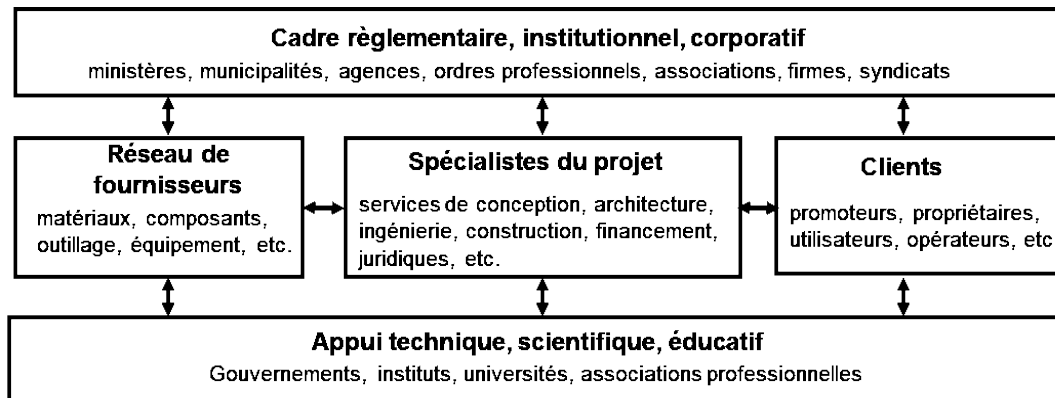 Cadre règlementaire, institutionnel, corporatif
ministères, municipalités, agences, ordres professionnels, associations, firmes, syndicats
Réseau de
fournisseurs
matériaux, composants,
outillage, équipement, etc.
Spécialistes du projet
services de conception, architecture,
ingénierie, construction, financement,
juridiques, etc.
Clients
promoteurs, propriétaires,
utilisateurs, opérateurs, etc
Appui technique, scientifique, éducatif
Gouvernements, instituts, universités, associations professionnelles